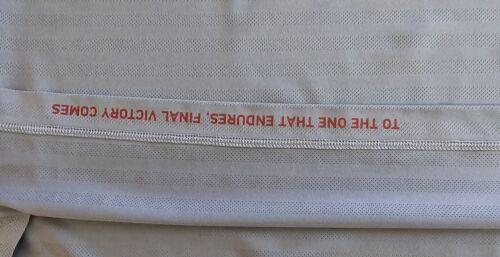 TO THE ONE THAT ENDURES, FINAL VICTORY COMES